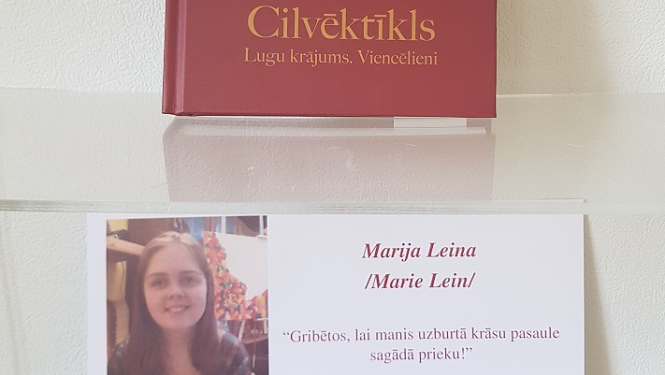 Cilvēktīkls
Lugu krājums. Viencēlieni
Marija Leina
/Marie Lein/
“Gribētos, lai manis uzburtā krāsu pasaule
sagādā prieku!”